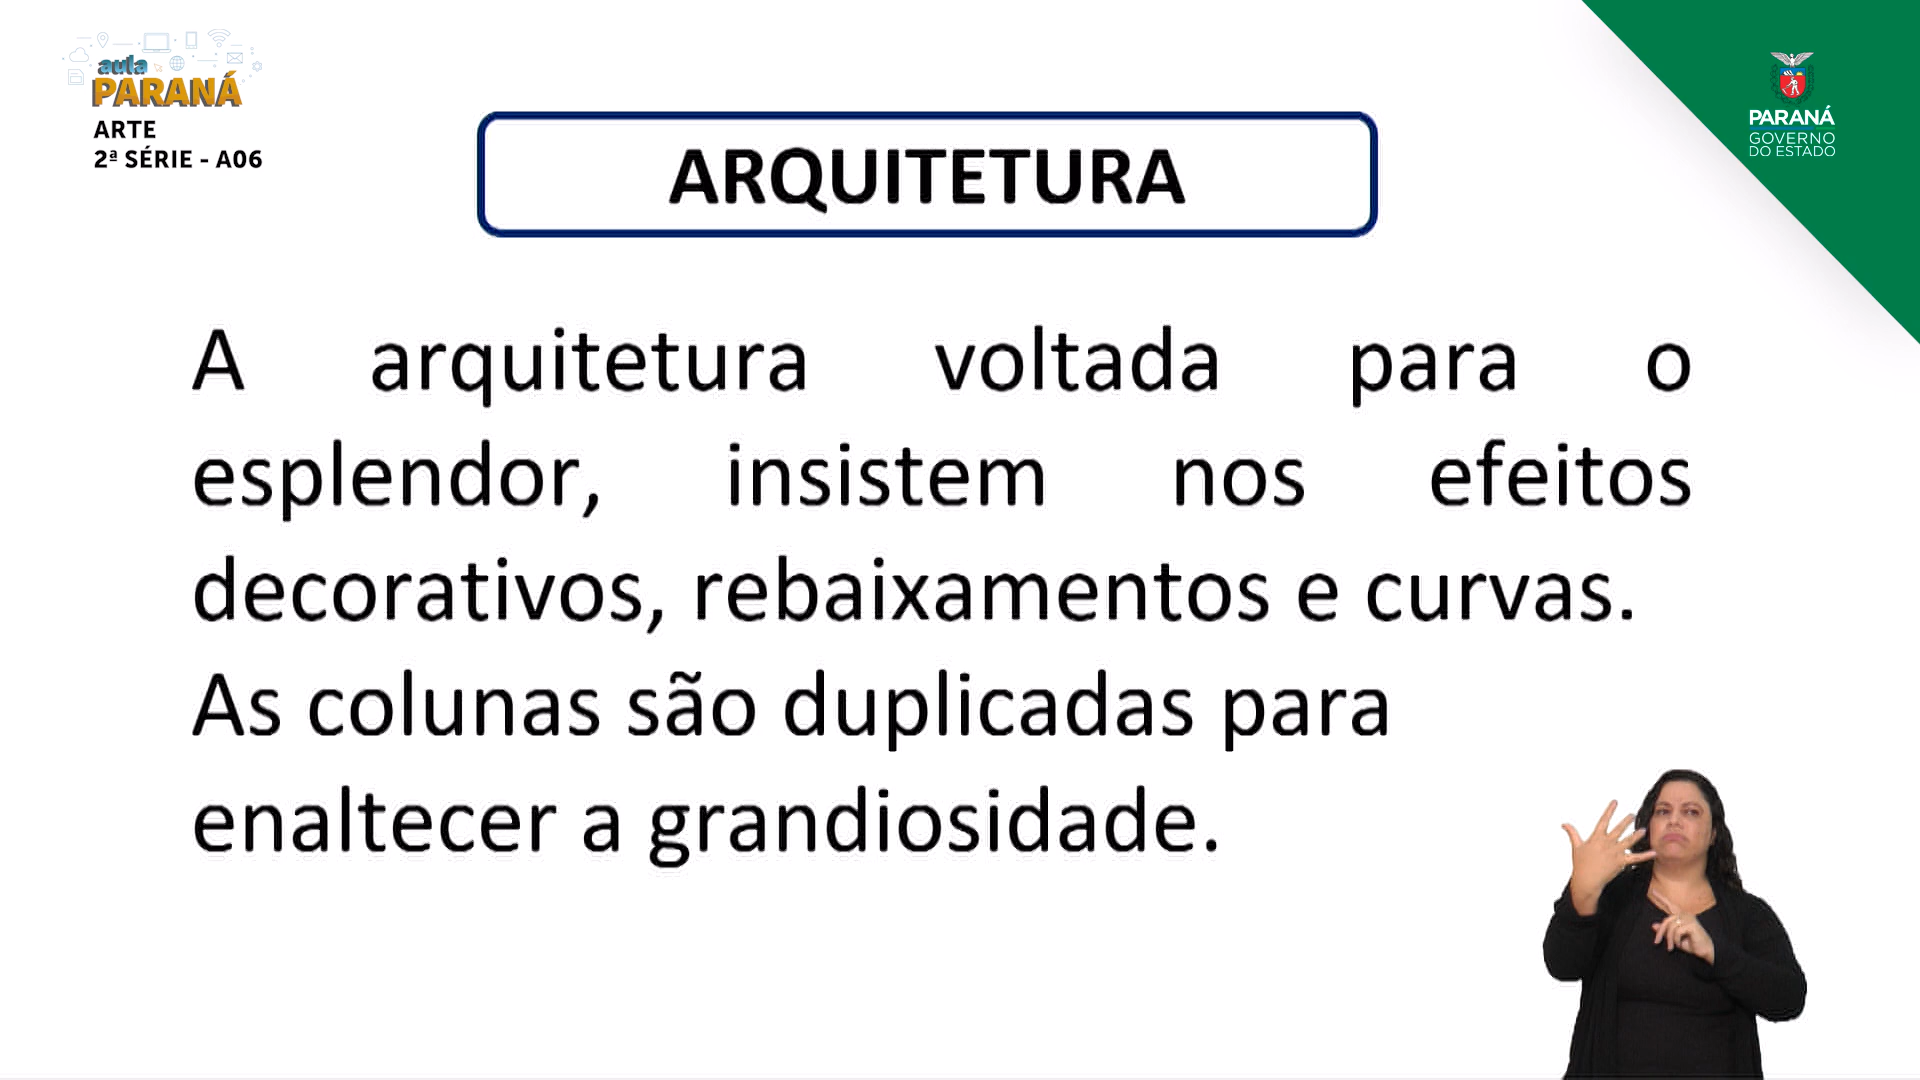 aula
PARANÁ
ARTE
2ª SÉRIE - A06
PARANÁ
GOVERNO
DO ESTADO
ARQUITETURA
A arquitetura voltada para o
esplendor, insistem nos efeitos
decorativos, rebaixamentos e curvas.
As colunas são duplicadas para
enaltecer a grandiosidade.